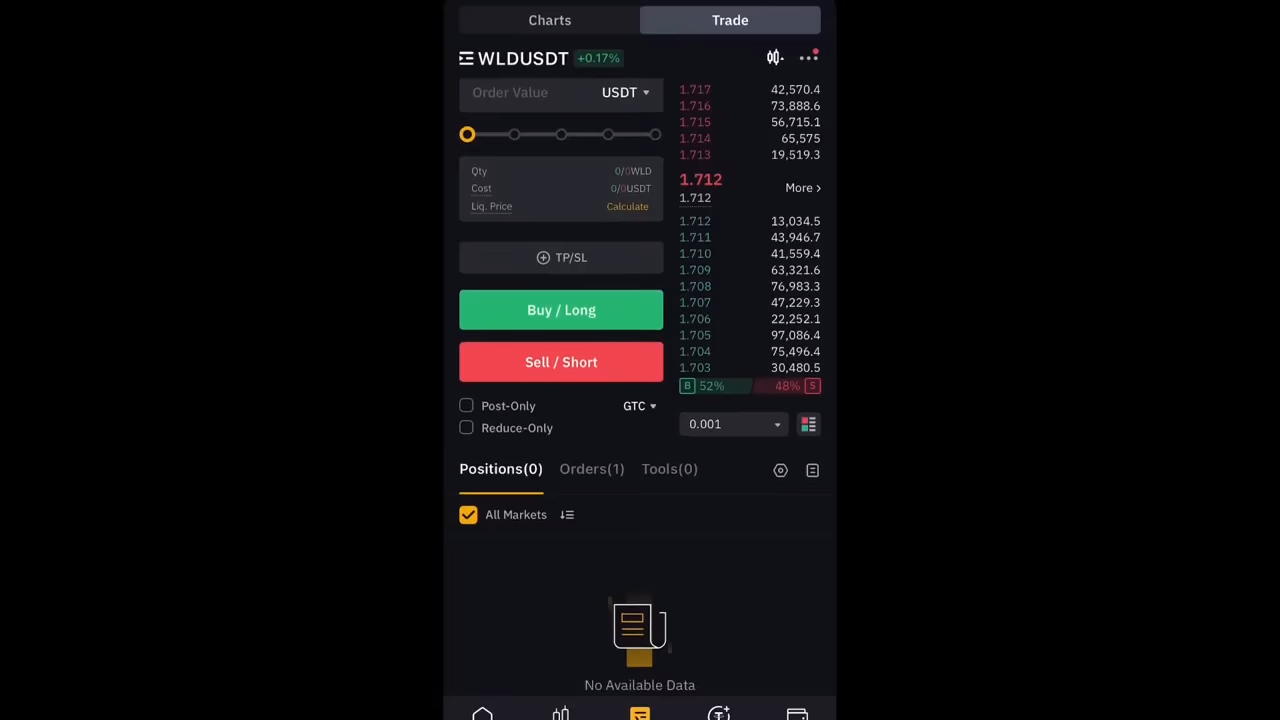 Charts Trade
WLDUSDT +0.17%
Order Value USDT
Qty 0/0WLD
Cost 0/0USDT
Liq. Price Calculate
TP/SL
Buy / Long
Sell / Short
Post-Only GTC
Reduce-Only
1.717 42,570.4
1.716 73,888.6
1.715 56,715.1
1.714 65,575
1.713 19,519.3
1.712
1.712
More
1.712 13,034.5
1.711 43,946.7
1.710 41,559.4
1.709 63,321.6
1.708 76,983.3
1.707 47,229.3
1.706 22,252.1
1.705 97,086.4
1.704 75,496.4
1.703 30,480.5
B 52% 48% S
0.001
Positions(0) Orders(1) Tools(0)
All Markets
No Available Data